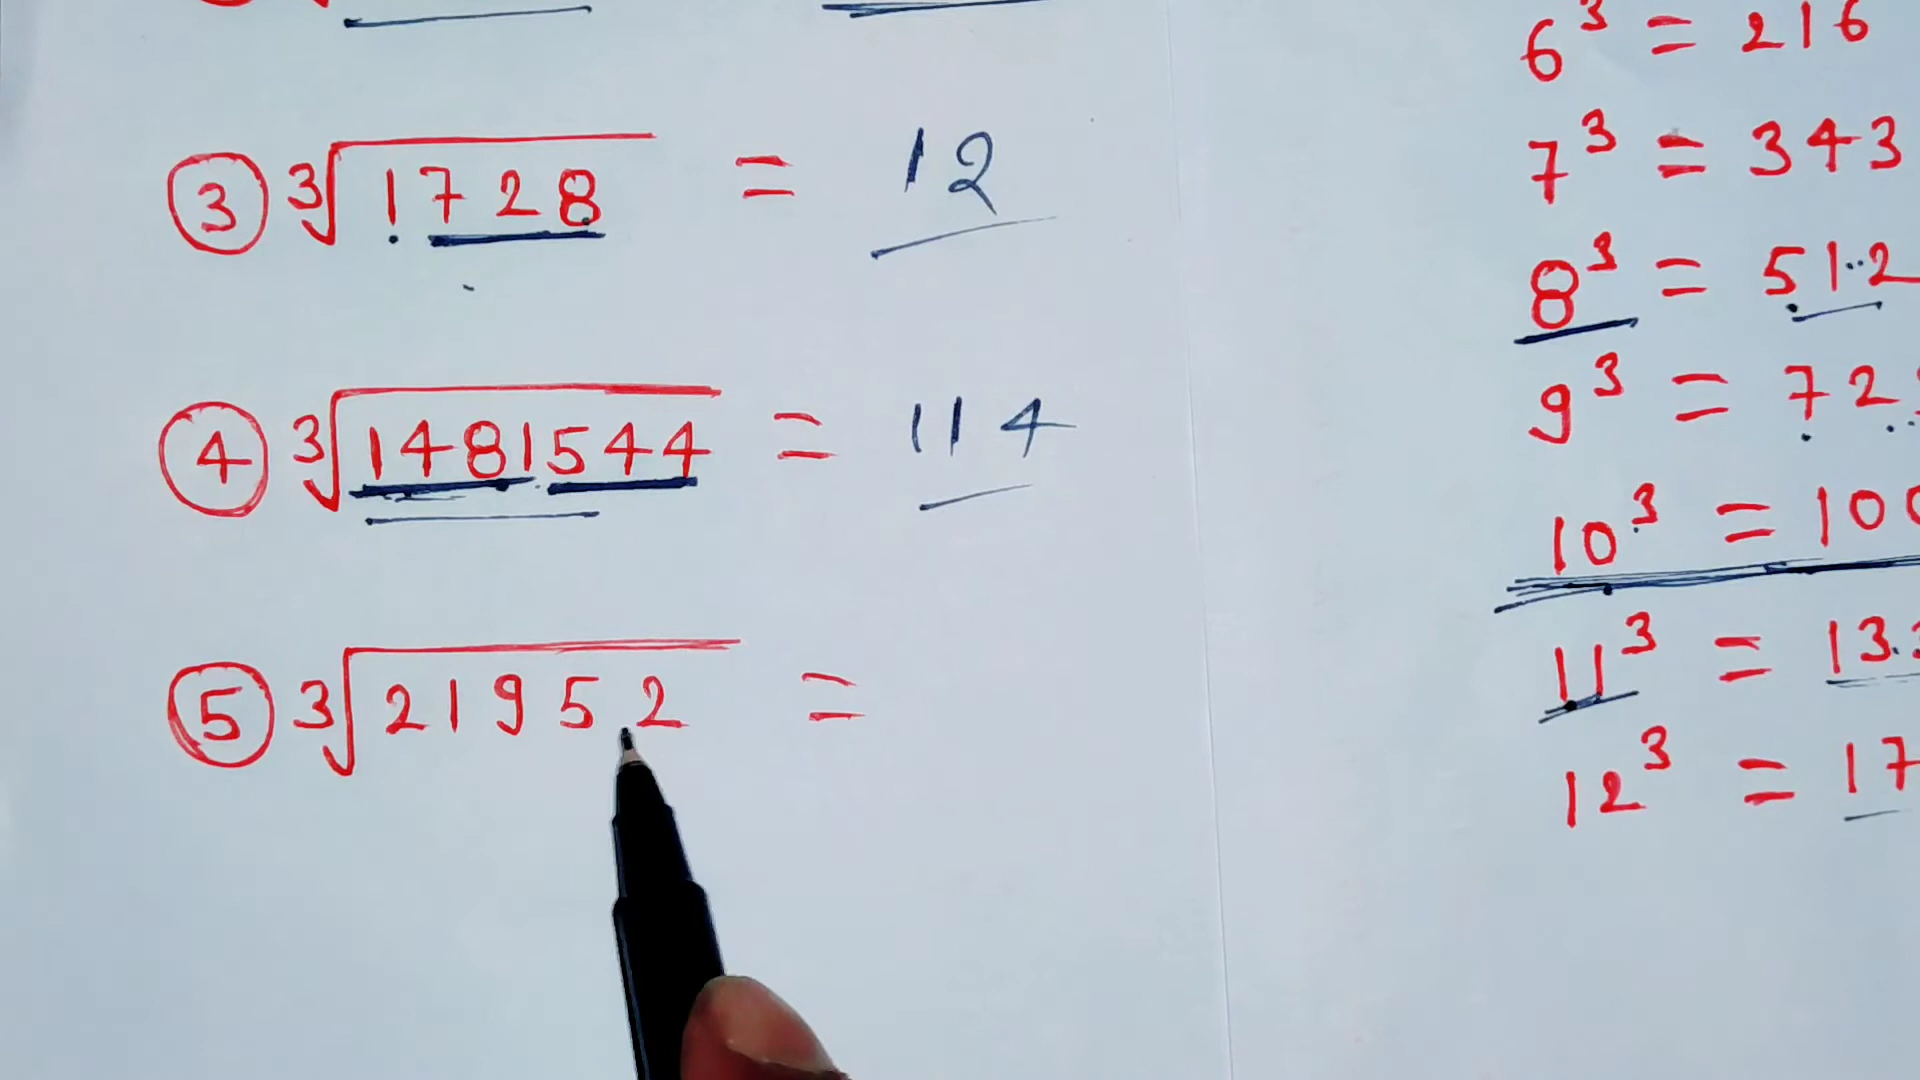 ③ ∛1728 = 12
④ ∛1481544 = 114
⑤ ∛21952 =
6³ = 216
7³ = 343
8³ = 512
9³ = 72
10³ = 100
11³ = 13
12³ = 17